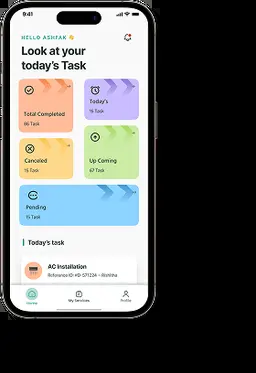 9:41
HELLO ASHFAK 👋
Look at your
today's Task
Total Completed
86 Task
Today's
15 Task
Canceled
15 Task
Up Coming
67 Task
Pending
15 Task
Today's task
AC Installation
Reference ID #D-571224 - Rishitha
Home
My Services
Profile